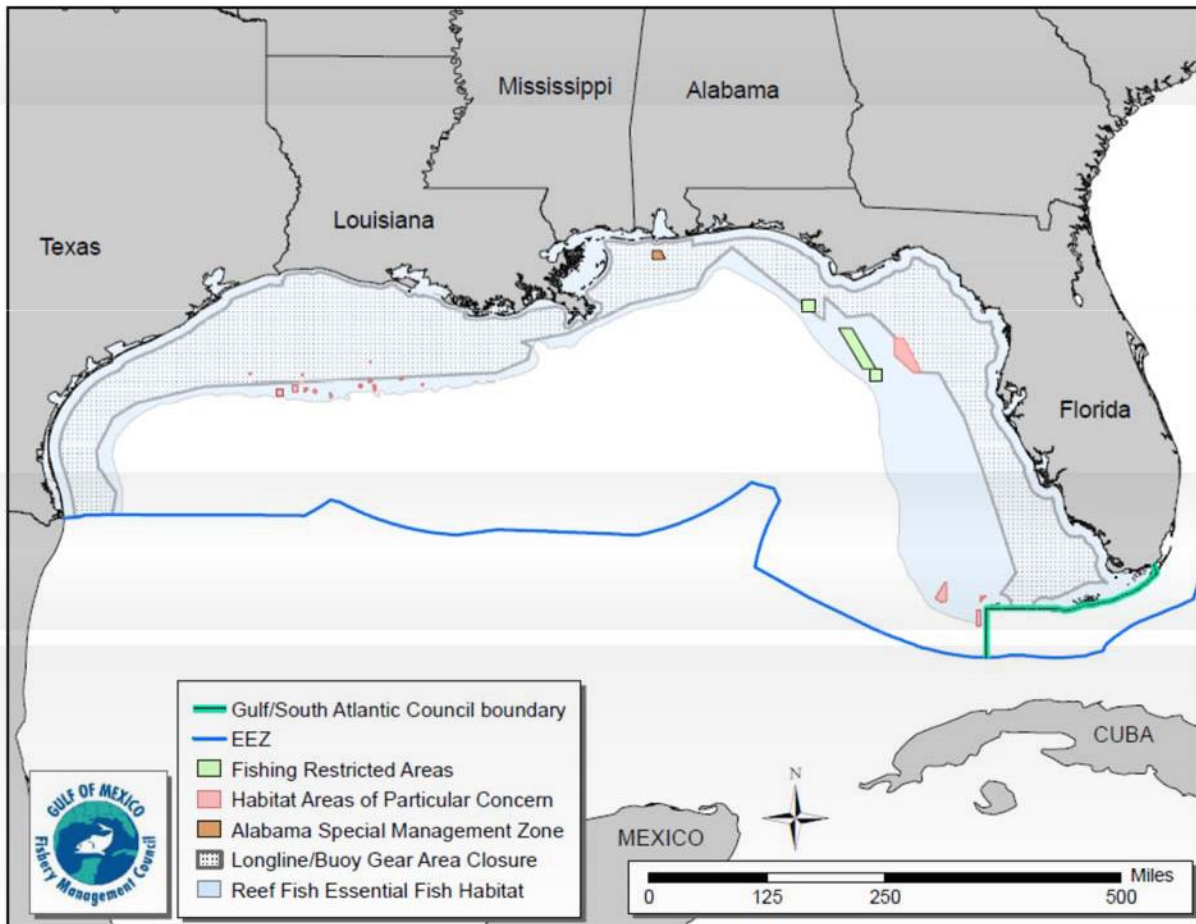 Mississippi
Alabama
Louisiana
Texas
Florida
Gulf/South Atlantic Council boundary
EEZ
Fishing Restricted Areas
Habitat Areas of Particular Concern
Alabama Special Management Zone
Longline/Buoy Gear Area Closure
Reef Fish Essential Fish Habitat
GULF OF MEXICO
Fishery Management Council
CUBA
N
MEXICO
Miles
0 125 250 500